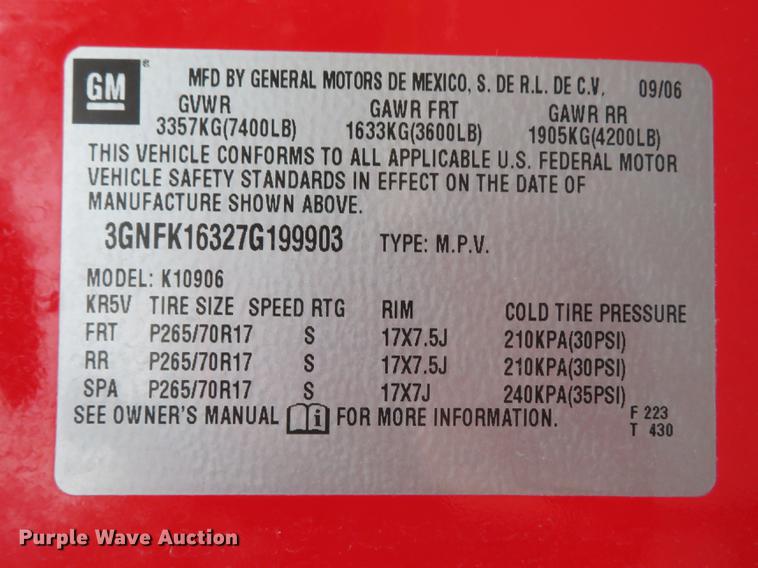 GM ® MFD BY GENERAL MOTORS DE MEXICO, S. DE R.L. DE C.V. 09/06
GVWR GAWR FRT GAWR RR
3357KG(7400LB) 1633KG(3600LB) 1905KG(4200LB)
THIS VEHICLE CONFORMS TO ALL APPLICABLE U.S. FEDERAL MOTOR
VEHICLE SAFETY STANDARDS IN EFFECT ON THE DATE OF
MANUFACTURE SHOWN ABOVE.
3GNFK16327G199903 TYPE: M.P.V.
MODEL: K10906
KR5V TIRE SIZE SPEED RTG RIM COLD TIRE PRESSURE
FRT P265/70R17 S 17X7.5J 210KPA(30PSI)
RR P265/70R17 S 17X7.5J 210KPA(30PSI)
SPA P265/70R17 S 17X7J 240KPA(35PSI)
SEE OWNER'S MANUAL i FOR MORE INFORMATION. F 223
T 430
Purple Wave Auction